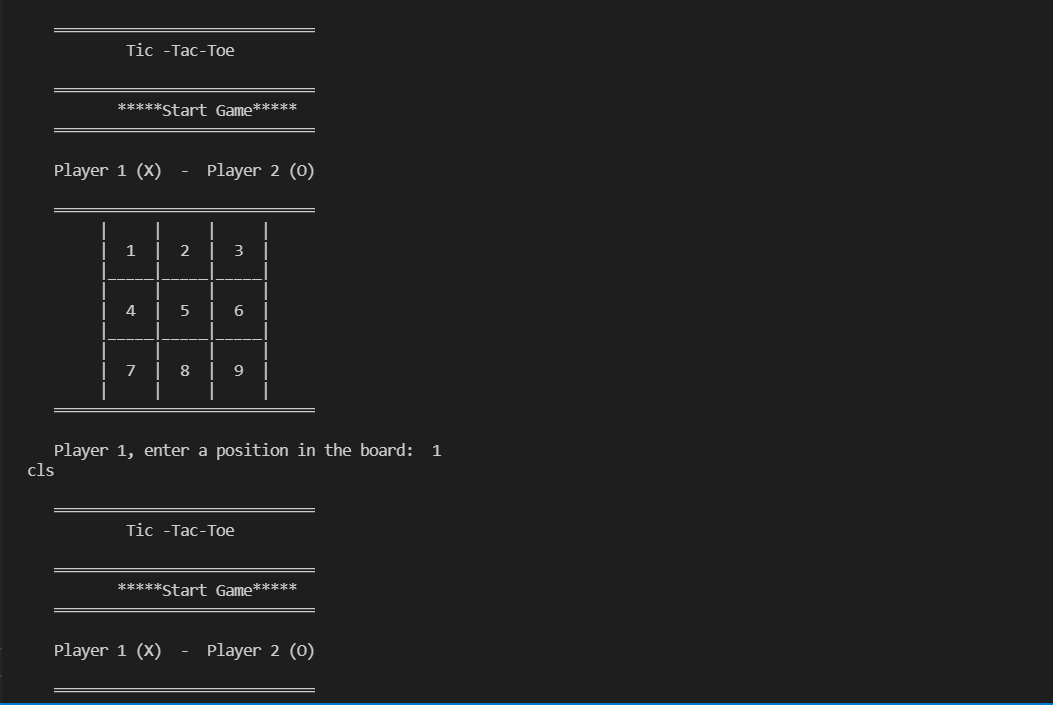 Tic -Tac-Toe
*****Start Game*****
Player 1 (X)  -  Player 2 (O)
1 | 2 | 3
4 | 5 | 6
7 | 8 | 9
Player 1, enter a position in the board:  1
cls
Tic -Tac-Toe
*****Start Game*****
Player 1 (X)  -  Player 2 (O)